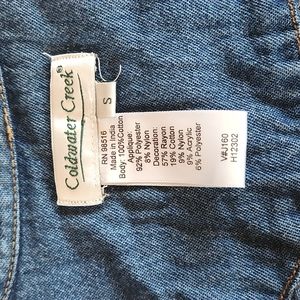 Coldwater Creek®
S
RN 98516
Made in India
Body: 100%Cotton
Applique:
92% Polyester
8% Nylon
Decoration:
57% Rayon
19% Cotton
9% Nylon
9% Acrylic
6% Polyester
V#J160
H12302